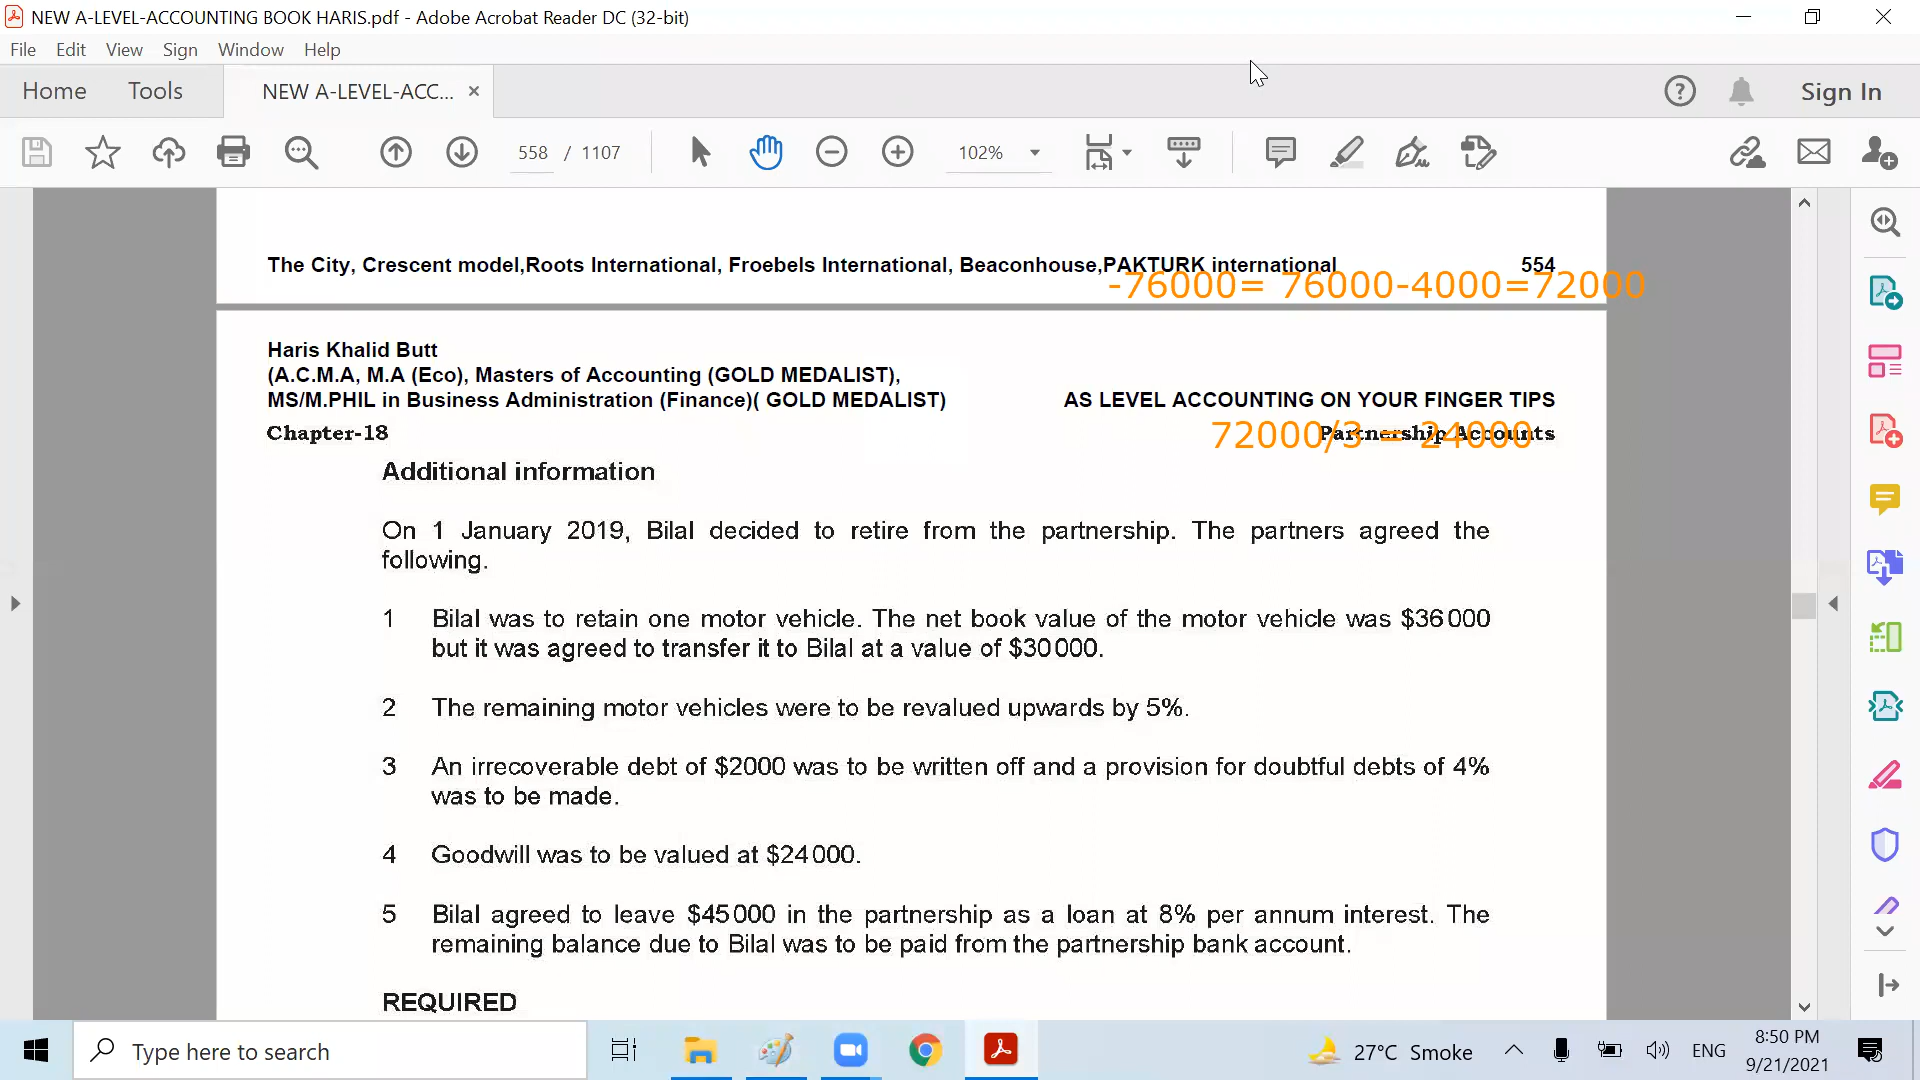 NEW A-LEVEL-ACCOUNTING BOOK HARIS.pdf - Adobe Acrobat Reader DC (32-bit)
File Edit View Sign Window Help
Home Tools NEW A-LEVEL-ACC... × Sign In
558 / 1107 102%
The City, Crescent model,Roots International, Froebels International, Beaconhouse,PAKTURK international 554
-76000= 76000-4000=72000
Haris Khalid Butt
(A.C.M.A, M.A (Eco), Masters of Accounting (GOLD MEDALIST),
MS/M.PHIL in Business Administration (Finance)( GOLD MEDALIST) AS LEVEL ACCOUNTING ON YOUR FINGER TIPS
Chapter-18 Partnership Accounts
72000/3 = 24000
Additional information
On 1 January 2019, Bilal decided to retire from the partnership. The partners agreed the
following.
1 Bilal was to retain one motor vehicle. The net book value of the motor vehicle was $36000
but it was agreed to transfer it to Bilal at a value of $30000.
2 The remaining motor vehicles were to be revalued upwards by 5%.
3 An irrecoverable debt of $2000 was to be written off and a provision for doubtful debts of 4%
was to be made.
4 Goodwill was to be valued at $24000.
5 Bilal agreed to leave $45000 in the partnership as a loan at 8% per annum interest. The
remaining balance due to Bilal was to be paid from the partnership bank account.
REQUIRED
Type here to search 27°C Smoke ENG 8:50 PM
9/21/2021